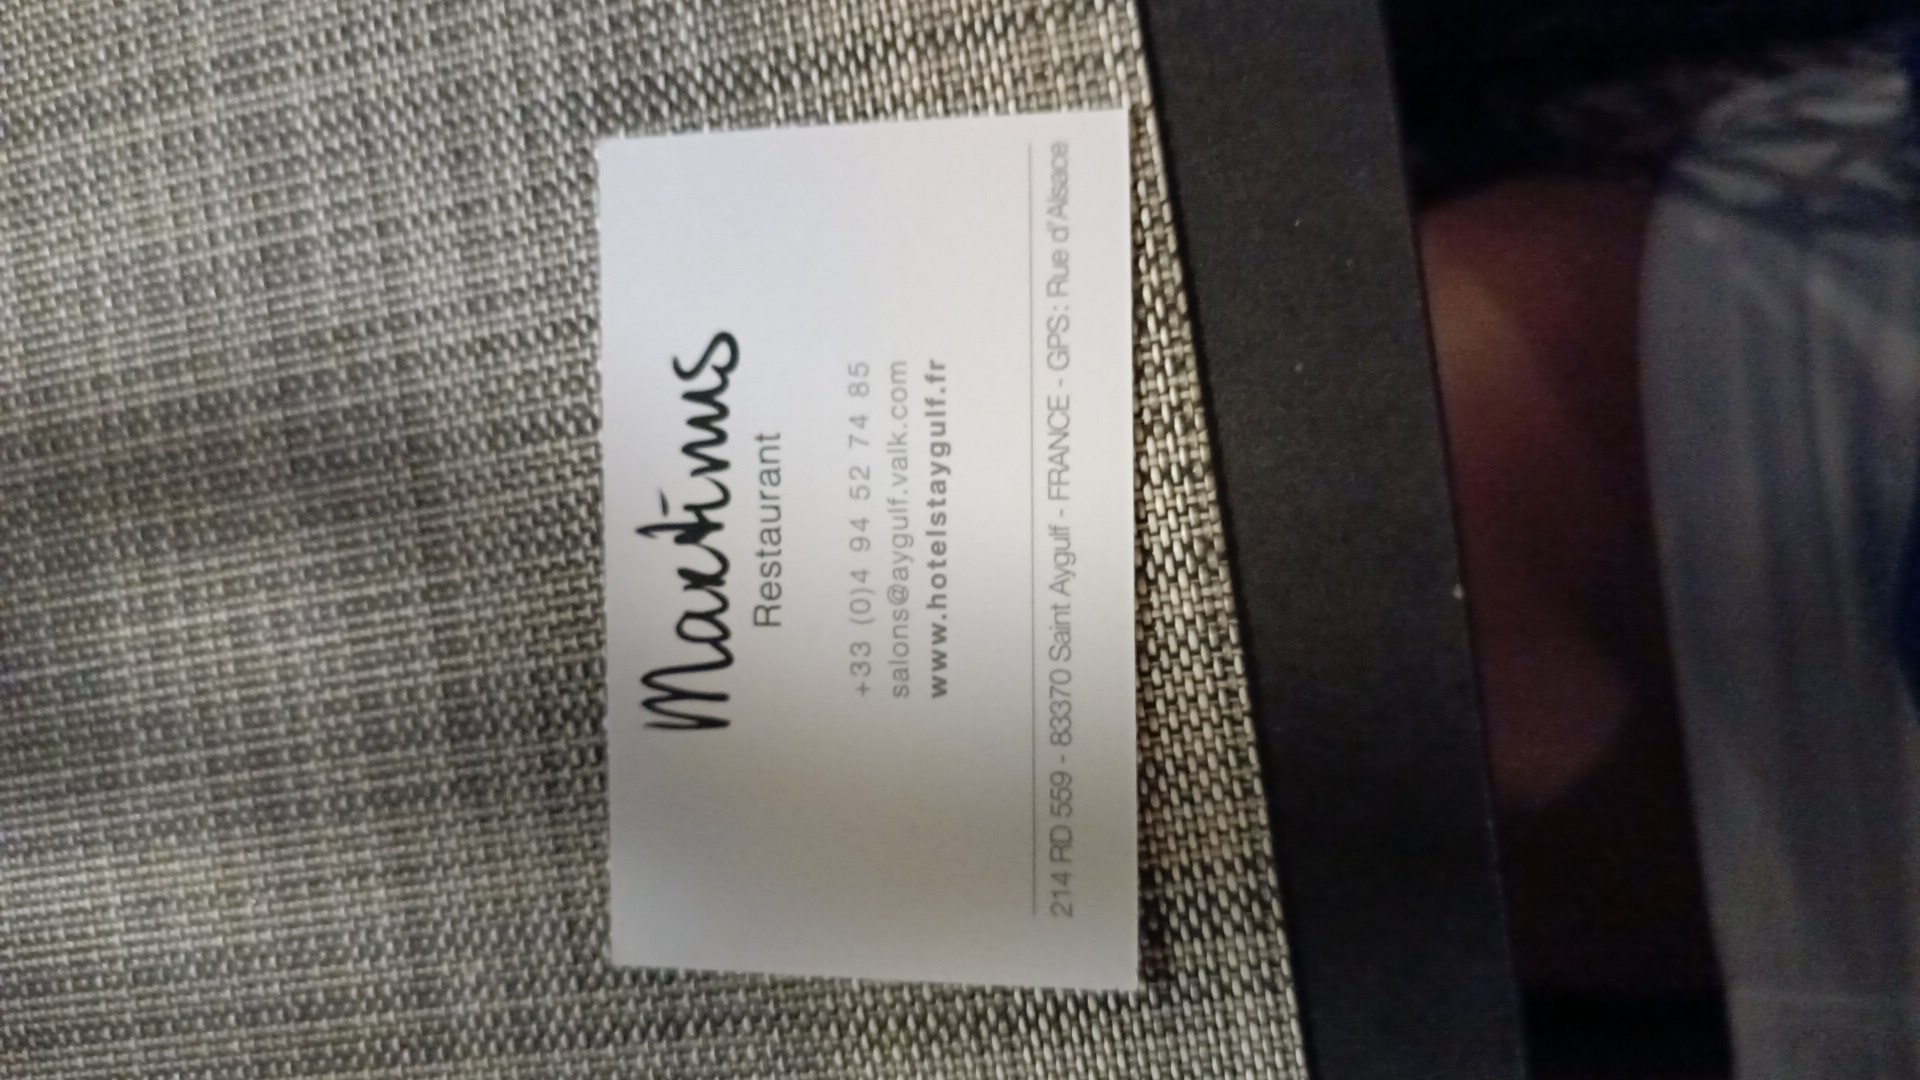 Maxtimus
Restaurant
+33 (0)4 94 52 74 85
salons@aygulf.valk.com
www.hotelstaygulf.fr
214 RD 559 - 83370 Saint Aygulf - FRANCE - GPS: Rue d'Alsace